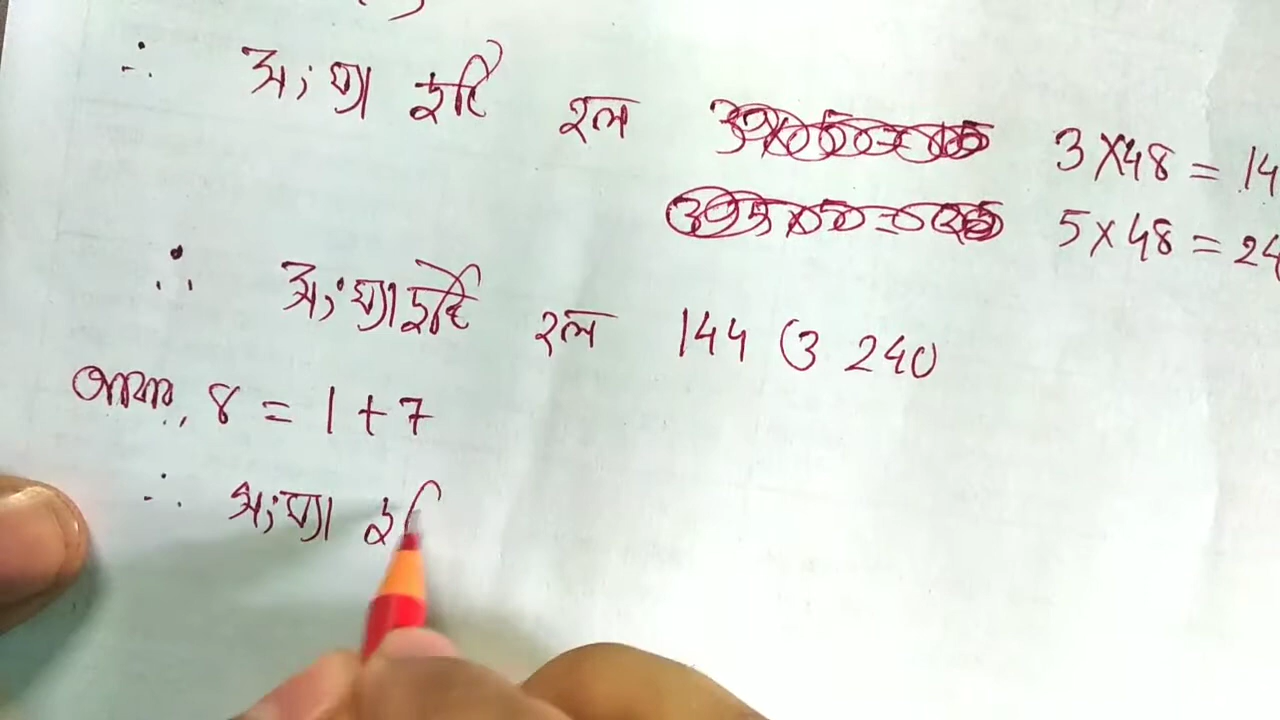 ∴ সংখ্যা দুটি হল 3×48 = 14
5×48 = 24
∴ সংখ্যা দুটি হল 144 ও 240
আবার, 8 = 1+7
∴ সংখ্যা দু